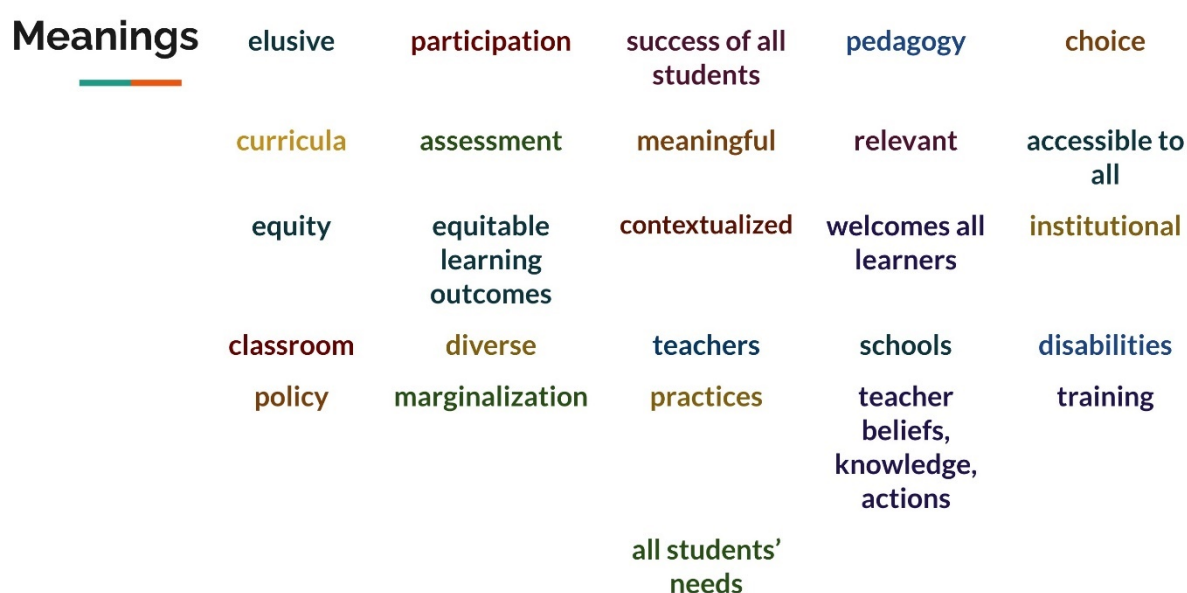 Meanings
elusive participation success of all students pedagogy choice
curricula assessment meaningful relevant accessible to all
equity equitable learning outcomes contextualized welcomes all learners institutional
classroom diverse teachers schools disabilities
policy marginalization practices teacher beliefs, knowledge, actions training
all students’ needs